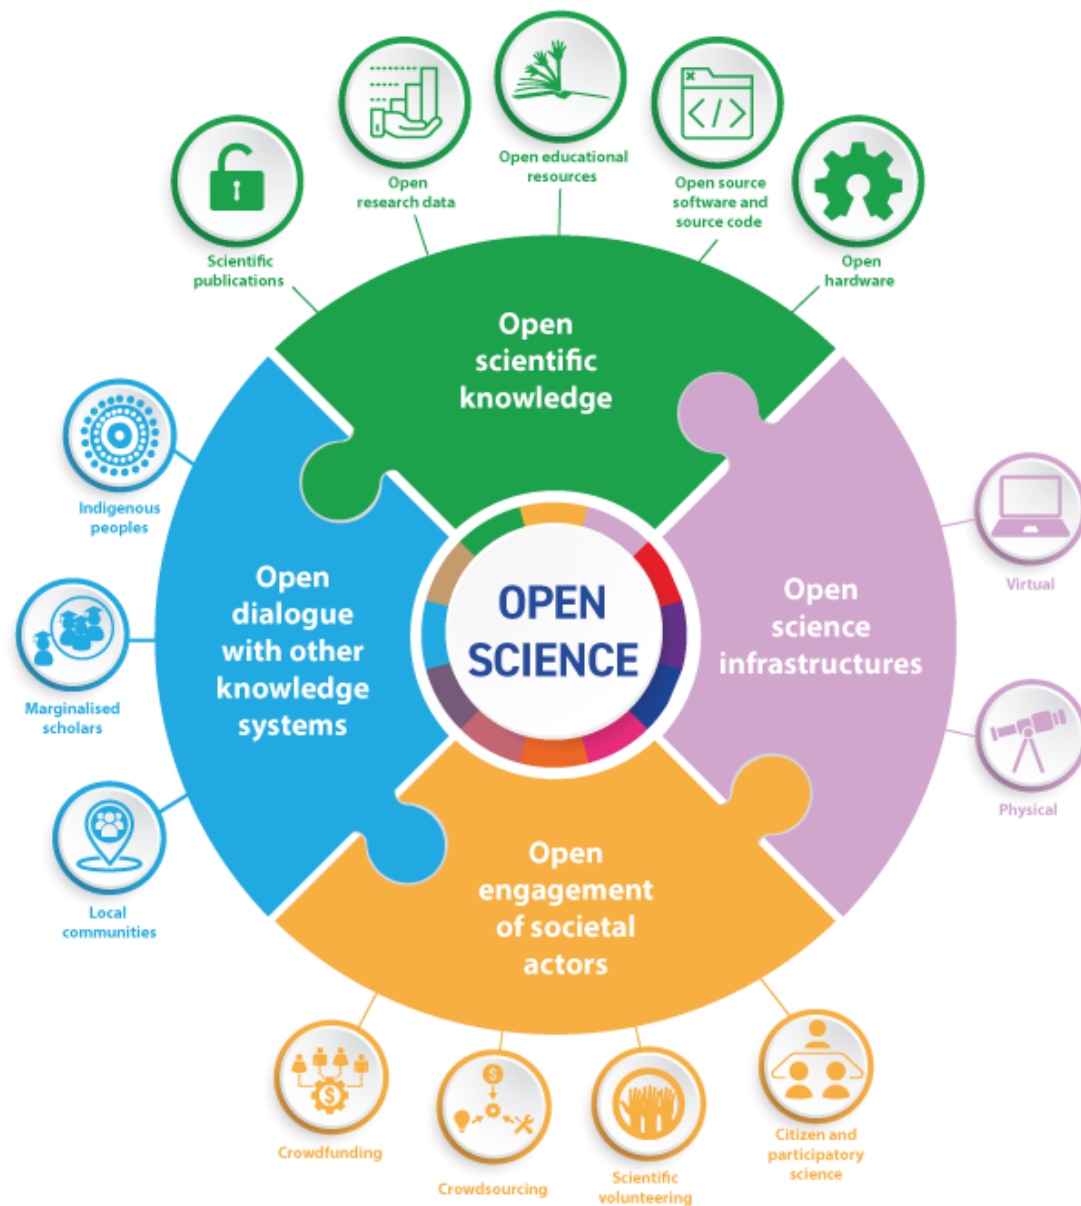 Open educational
resources
Open
research data
Open source
software and
source code
Scientific
publications
Open
hardware
Open
scientific
knowledge
Indigenous
peoples
Marginalised
scholars
Local
communities
Open
dialogue
with other
knowledge
systems
OPEN
SCIENCE
Open
science
infrastructures
Virtual
Physical
Open
engagement
of societal
actors
Crowdfunding
Crowdsourcing
Scientific
volunteering
Citizen and
participatory
science